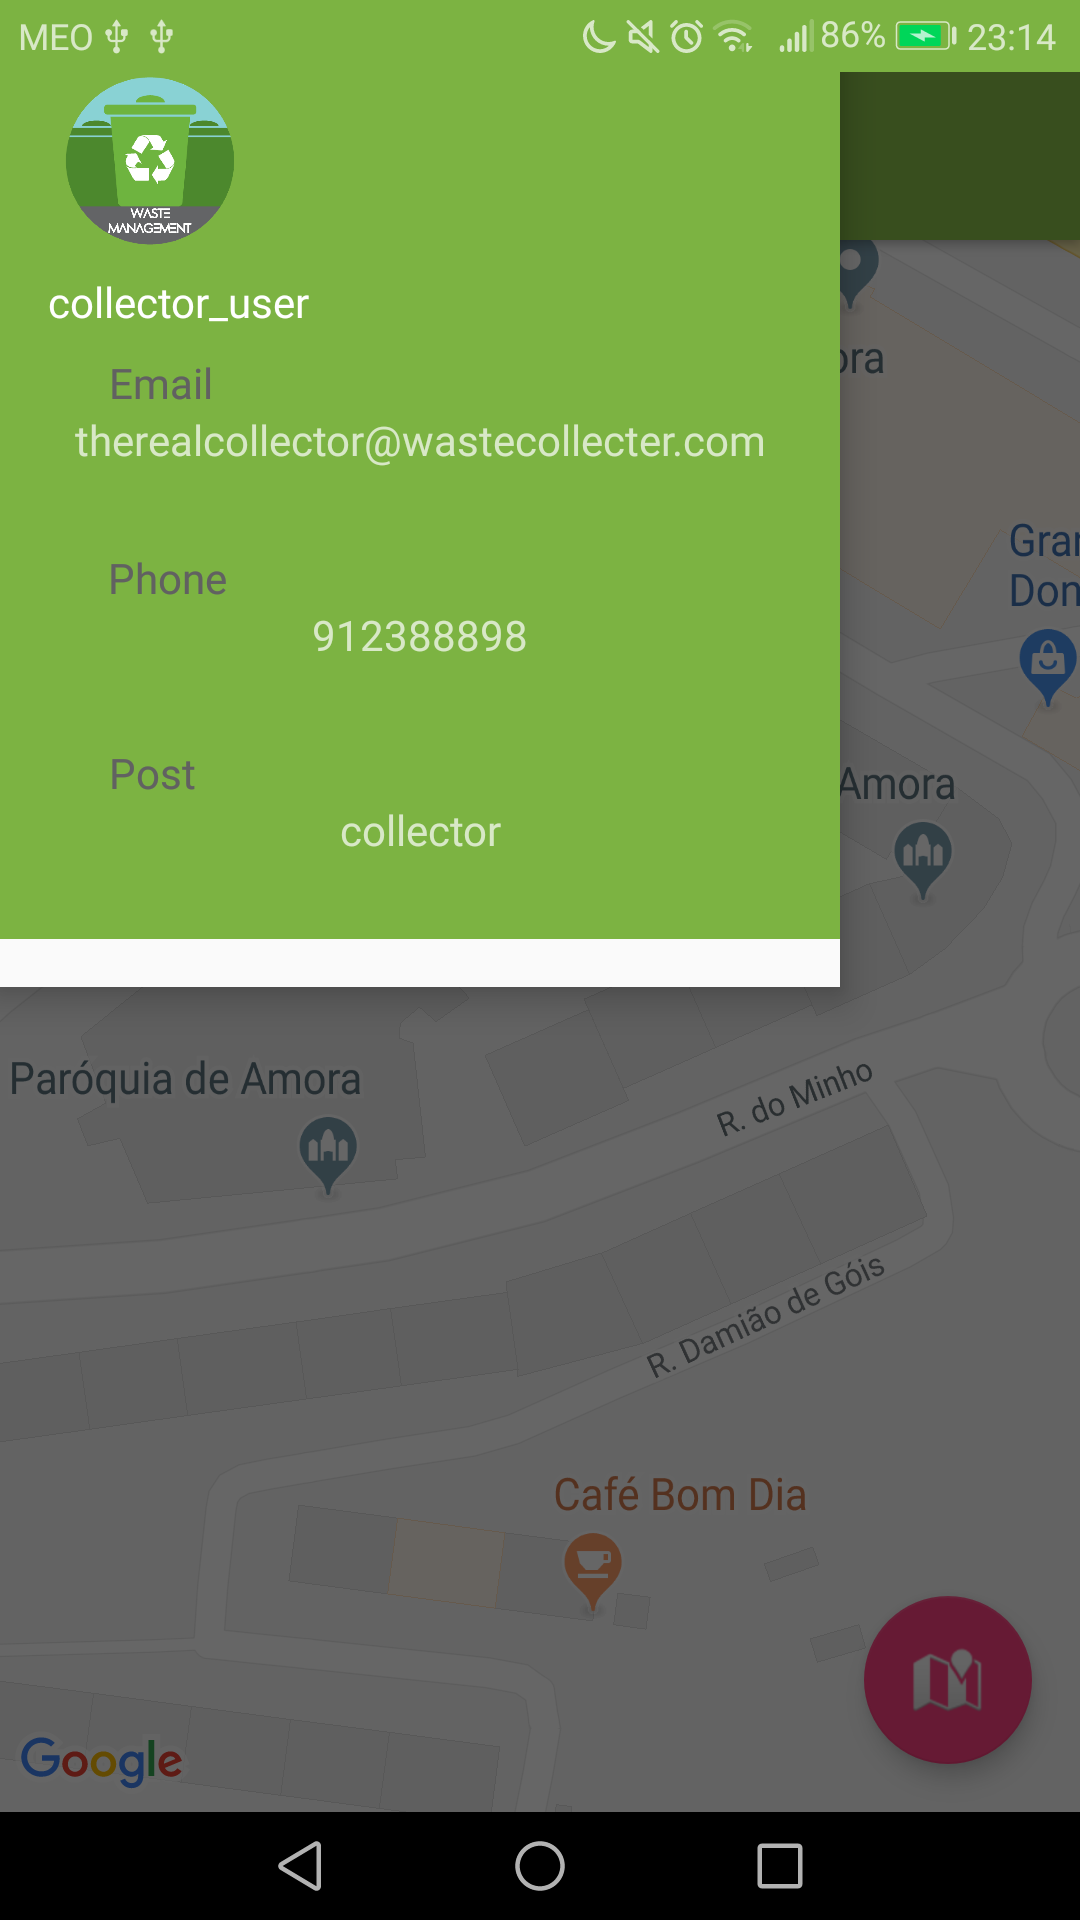 MEO 86% 23:14
WASTE
MANAGEMENT
collector_user
Email
therealcollector@wastecollecter.com
Phone
912388898
Post
collector
ora
Gra
Don
Amora
Paróquia de Amora
R. do Minho
R. Damião de Góis
Café Bom Dia
Google